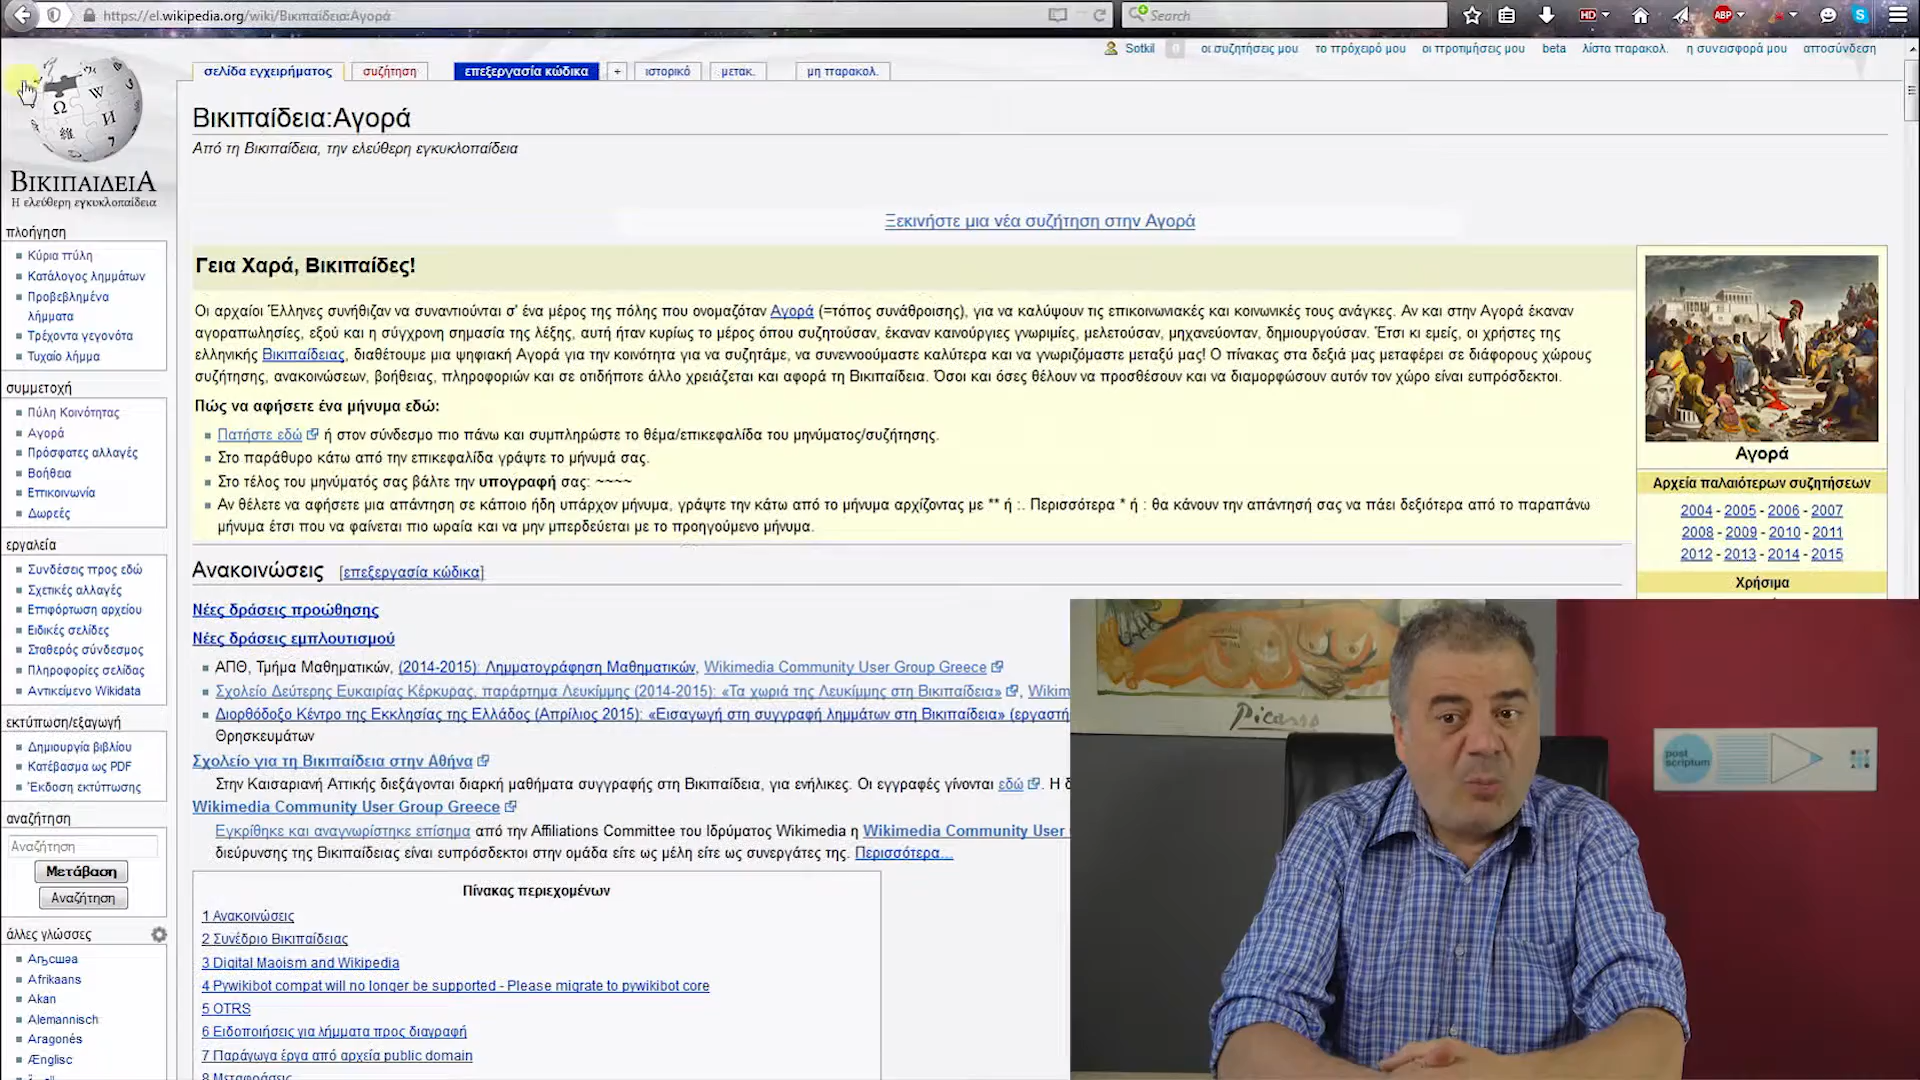 https://el.wikipedia.org/wiki/Βικιπαίδεια:Αγορά
Search
HD
ABP
Sotkil
0
οι συζητήσεις μου
το πρόχειρό μου
οι προτιμήσεις μου
beta
λίστα παρακολ.
η συνεισφορά μου
αποσύνδεση
σελίδα εγχειρήματος
συζήτηση
επεξεργασία κώδικα
+
ιστορικό
μετακ.
μη παρακολ.
ΒΙΚΙΠΑΙΔΕΙΑ
Η ελεύθερη εγκυκλοπαίδεια
πλοήγηση
Κύρια πύλη
Κατάλογος λημμάτων
Προβεβλημένα
λήμματα
Τρέχοντα γεγονότα
Τυχαίο λήμμα
συμμετοχή
Πύλη Κοινότητας
Αγορά
Πρόσφατες αλλαγές
Βοήθεια
Επικοινωνία
Δωρεές
εργαλεία
Συνδέσεις προς εδώ
Σχετικές αλλαγές
Επιφόρτωση αρχείου
Ειδικές σελίδες
Σταθερός σύνδεσμος
Πληροφορίες σελίδας
Αντικείμενο Wikidata
εκτύπωση/εξαγωγή
Δημιουργία βιβλίου
Κατέβασμα ως PDF
Έκδοση εκτύπωσης
αναζήτηση
Αναζήτηση
Μετάβαση
Αναζήτηση
άλλες γλώσσες
Аҧсшәа
Afrikaans
Akan
Alemannisch
Aragonés
Ænglisc
Βικιπαίδεια:Αγορά
Από τη Βικιπαίδεια, την ελεύθερη εγκυκλοπαίδεια
Ξεκινήστε μια νέα συζήτηση στην Αγορά
Γεια Χαρά, Βικιπαίδες!
Οι αρχαίοι Έλληνες συνήθιζαν να συναντιούνται σ' ένα μέρος της πόλης που ονομαζόταν Αγορά (=τόπος συνάθροισης), για να καλύψουν τις επικοινωνιακές και κοινωνικές τους ανάγκες. Αν και στην Αγορά έκαναν
αγοραπωλησίες, εξού και η σύγχρονη σημασία της λέξης, αυτή ήταν κυρίως το μέρος όπου συζητούσαν, έκαναν καινούργιες γνωριμίες, μελετούσαν, μηχανεύονταν, δημιουργούσαν. Έτσι κι εμείς, οι χρήστες της
ελληνικής Βικιπαίδειας, διαθέτουμε μια ψηφιακή Αγορά για την κοινότητα για να συζητάμε, να συνεννοούμαστε καλύτερα και να γνωριζόμαστε μεταξύ μας! Ο πίνακας στα δεξιά μας μεταφέρει σε διάφορους χώρους
συζήτησης, ανακοινώσεων, βοήθειας, πληροφοριών και σε οτιδήποτε άλλο χρειάζεται και αφορά τη Βικιπαίδεια. Όσοι και όσες θέλουν να προσθέσουν και να διαμορφώσουν αυτόν τον χώρο είναι ευπρόσδεκτοι.
Πώς να αφήσετε ένα μήνυμα εδώ:
Πατήστε εδώ ή στον σύνδεσμο πιο πάνω και συμπληρώστε το θέμα/επικεφαλίδα του μηνύματος/συζήτησης.
Στο παράθυρο κάτω από την επικεφαλίδα γράψτε το μήνυμά σας.
Στο τέλος του μηνύματός σας βάλτε την υπογραφή σας: ~~~~
Αν θέλετε να αφήσετε μια απάντηση σε κάποιο ήδη υπάρχον μήνυμα, γράψτε την κάτω από το μήνυμα αρχίζοντας με ** ή :. Περισσότερα * ή : θα κάνουν την απάντησή σας να πάει δεξιότερα από το παραπάνω
μήνυμα έτσι που να φαίνεται πιο ωραία και να μην μπερδεύεται με το προηγούμενο μήνυμα.
Αγορά
Αρχεία παλαιότερων συζητήσεων
2004 - 2005 - 2006 - 2007
2008 - 2009 - 2010 - 2011
2012 - 2013 - 2014 - 2015
Χρήσιμα
Ανακοινώσεις [επεξεργασία κώδικα]
Νέες δράσεις προώθησης
Νέες δράσεις εμπλουτισμού
ΑΠΘ, Τμήμα Μαθηματικών, (2014-2015): Λημματογράφηση Μαθηματικών, Wikimedia Community User Group Greece
Σχολείο Δεύτερης Ευκαιρίας Κέρκυρας, παράρτημα Λευκίμμης (2014-2015): «Τα χωριά της Λευκίμμης στη Βικιπαίδεια», Wikim
Διορθόδοξο Κέντρο της Εκκλησίας της Ελλάδος (Απρίλιος 2015): «Εισαγωγή στη συγγραφή λημμάτων στη Βικιπαίδεια» (εργαστή
Θρησκευμάτων
Σχολείο για τη Βικιπαίδεια στην Αθήνα
Στην Καισαριανή Αττικής διεξάγονται διαρκή μαθήματα συγγραφής στη Βικιπαίδεια, για ενήλικες. Οι εγγραφές γίνονται εδώ. Η δ
Wikimedia Community User Group Greece
Εγκρίθηκε και αναγνωρίστηκε επίσημα από την Affiliations Committee του Ιδρύματος Wikimedia η Wikimedia Community User
διεύρυνσης της Βικιπαίδειας είναι ευπρόσδεκτοι στην ομάδα είτε ως μέλη είτε ως συνεργάτες της. Περισσότερα...
Πίνακας περιεχομένων
1 Ανακοινώσεις
2 Συνέδριο Βικιπαίδειας
3 Digital Maoism and Wikipedia
4 Pywikibot compat will no longer be supported - Please migrate to pywikibot core
5 OTRS
6 Ειδοποιήσεις για λήμματα προς διαγραφή
7 Παράγωγα έργα από αρχεία public domain
8 Μεταφράσεις
Picasso
post
scriptum